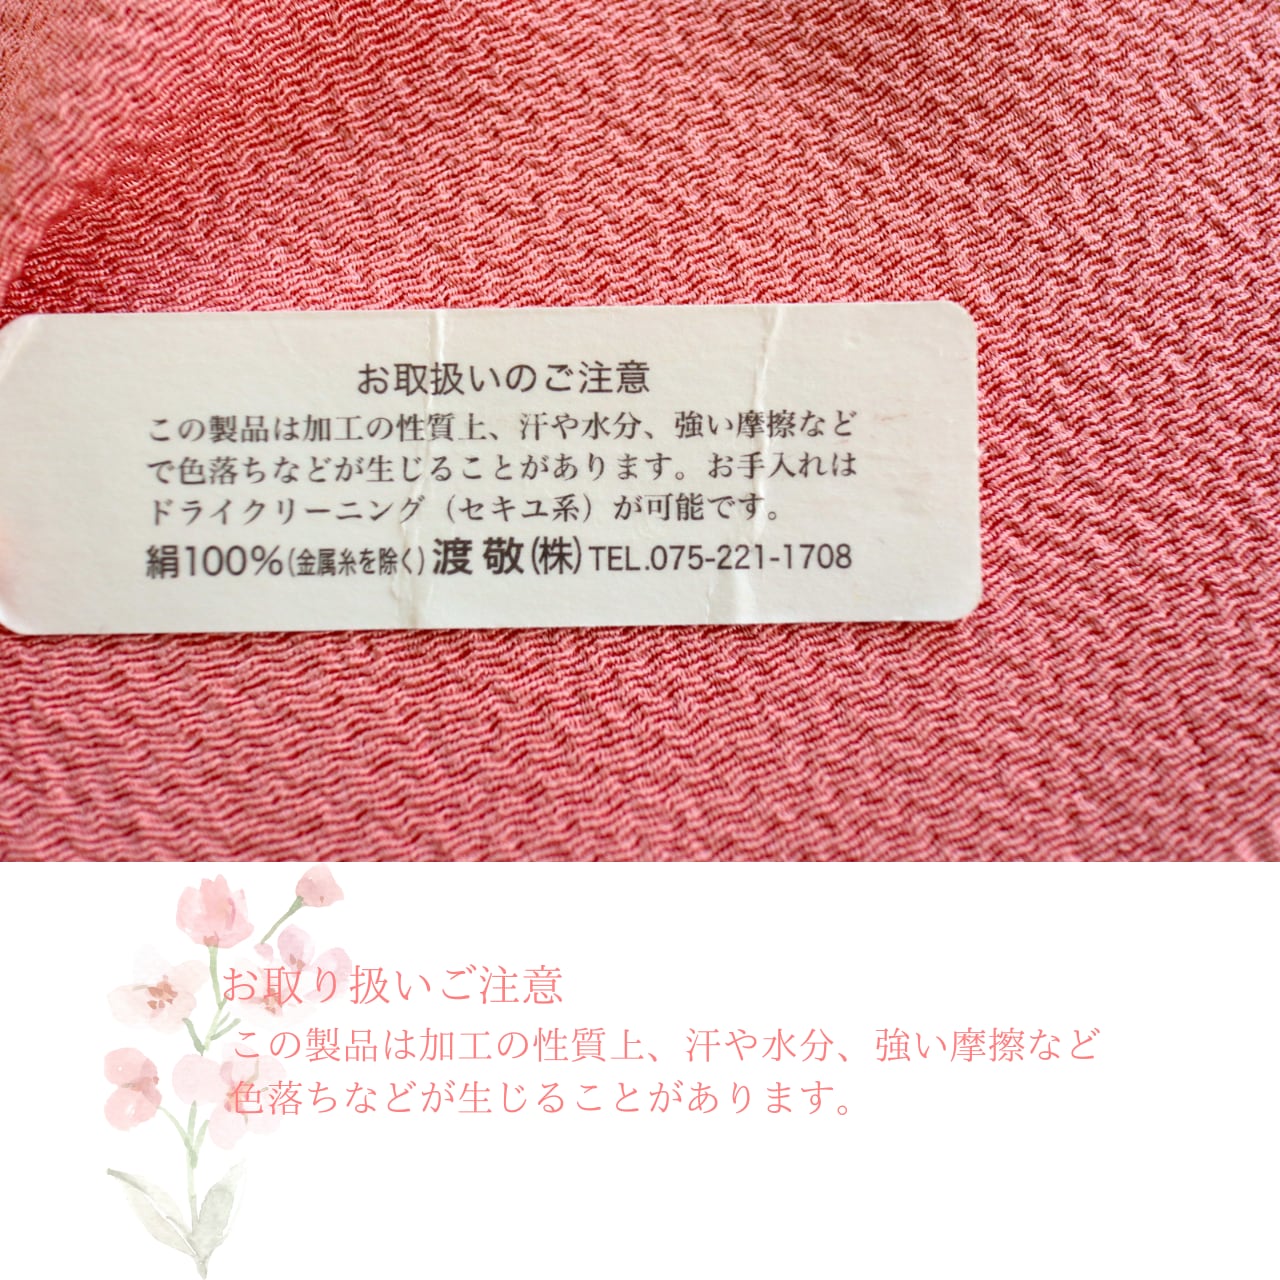 お取扱いのご注意
この製品は加工の性質上、汗や水分、強い摩擦など
で色落ちなどが生じることがあります。お手入れは
ドライクリーニング（セキユ系）が可能です。
絹100%(金属糸を除く)渡敬(株)TEL.075-221-1708
お取り扱いご注意
この製品は加工の性質上、汗や水分、強い摩擦など
色落ちなどが生じることがあります。